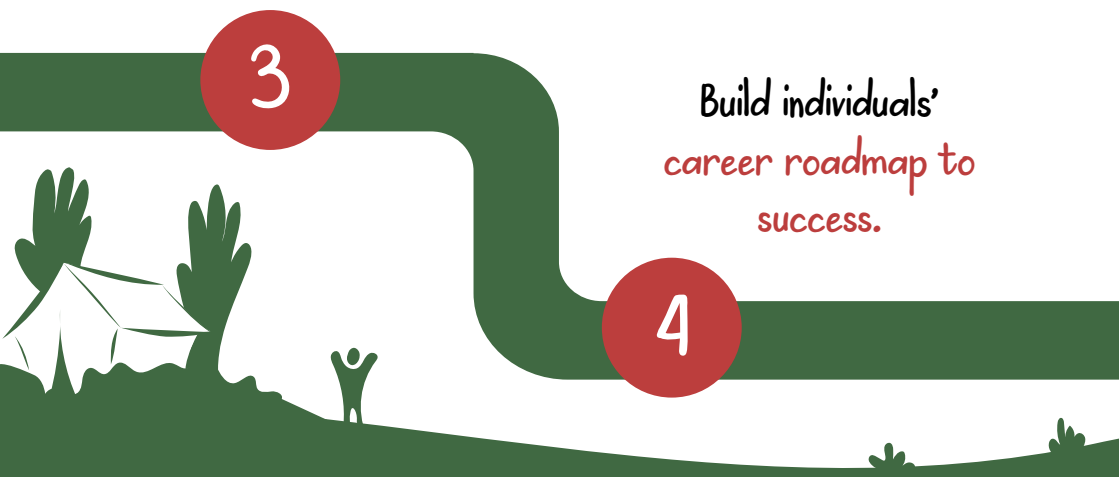 3
Build individuals’
career roadmap to
success.
4